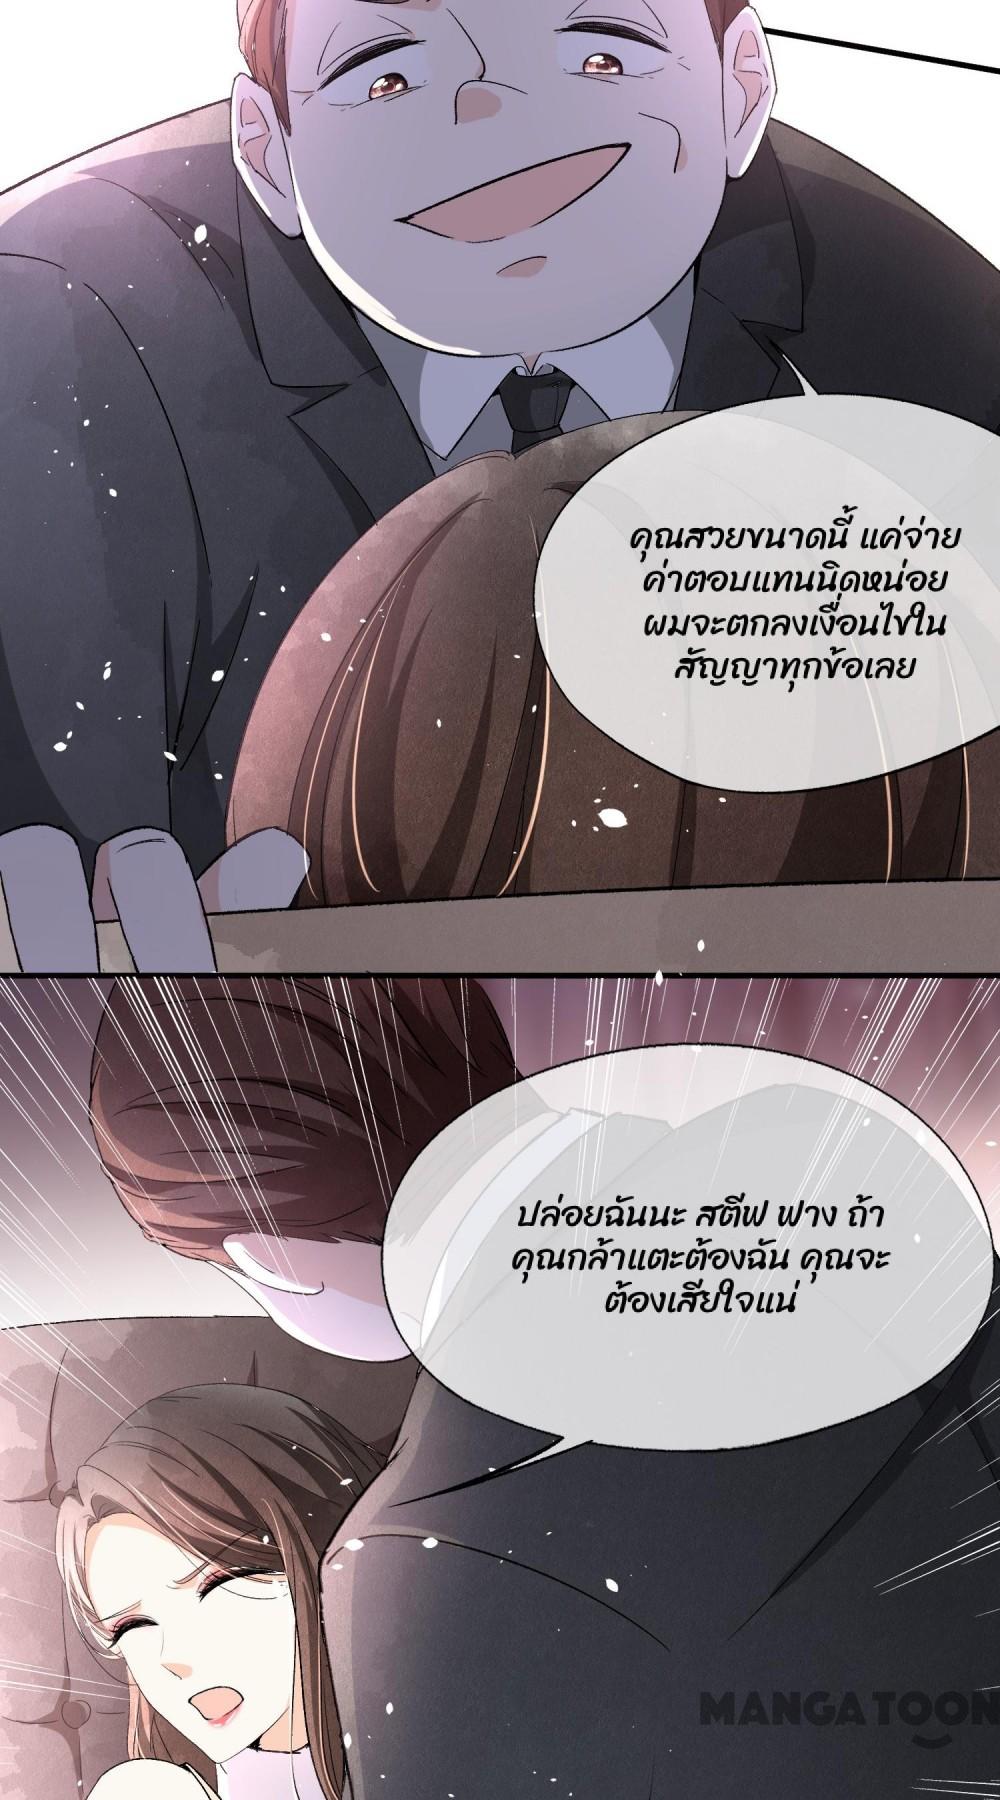 คุณสวยขนาดนี้ แค่จ่าย
ค่าตอบแทนนิดหน่อย
ผมจะตกลงเงื่อนไขใน
สัญญาทุกข้อเลย
ปล่อยฉันนะ สตีฟ ฟาง ถ้า
คุณกล้าแตะต้องฉัน คุณจะ
ต้องเสียใจแน่
MANGATOON